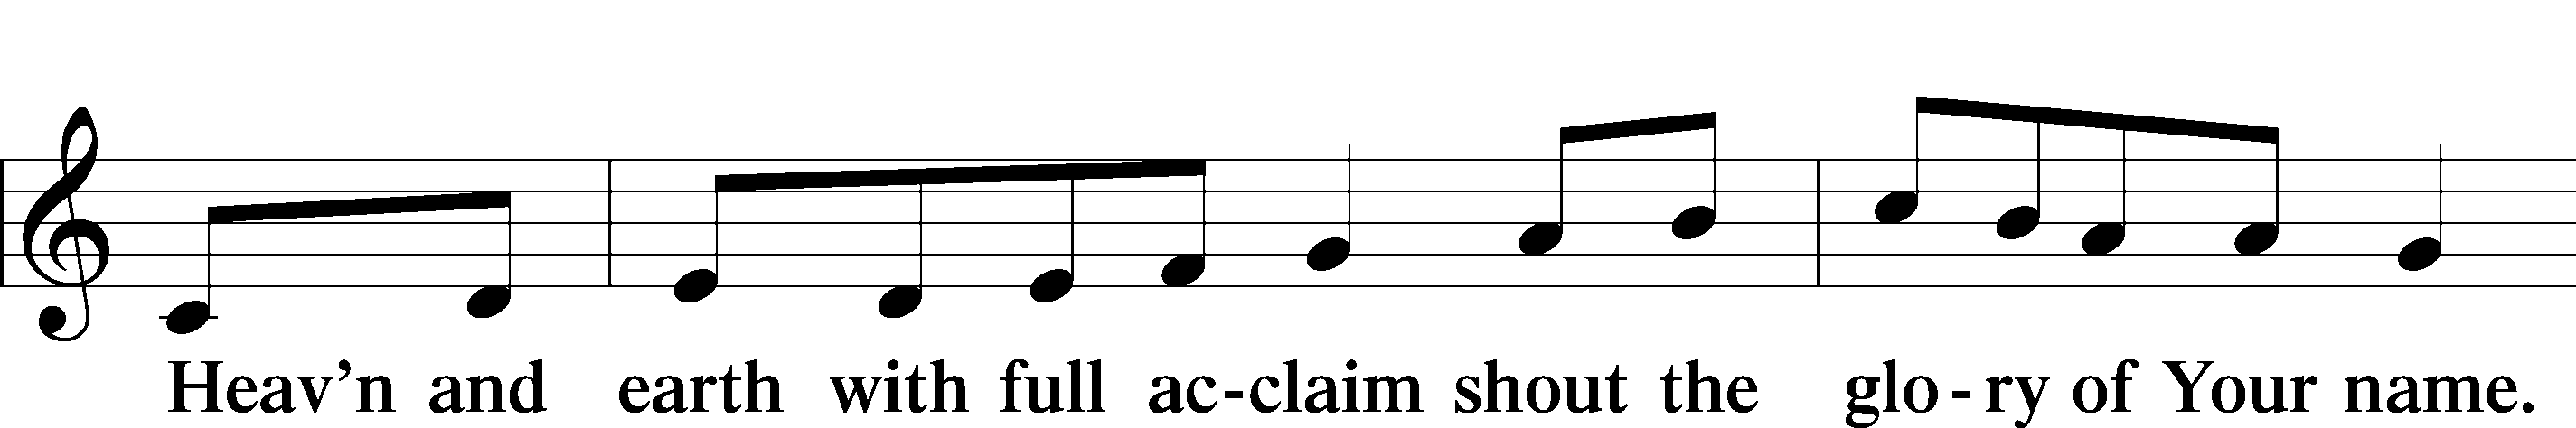 Heav’n and earth with full ac-claim shout the glo-ry of Your name.